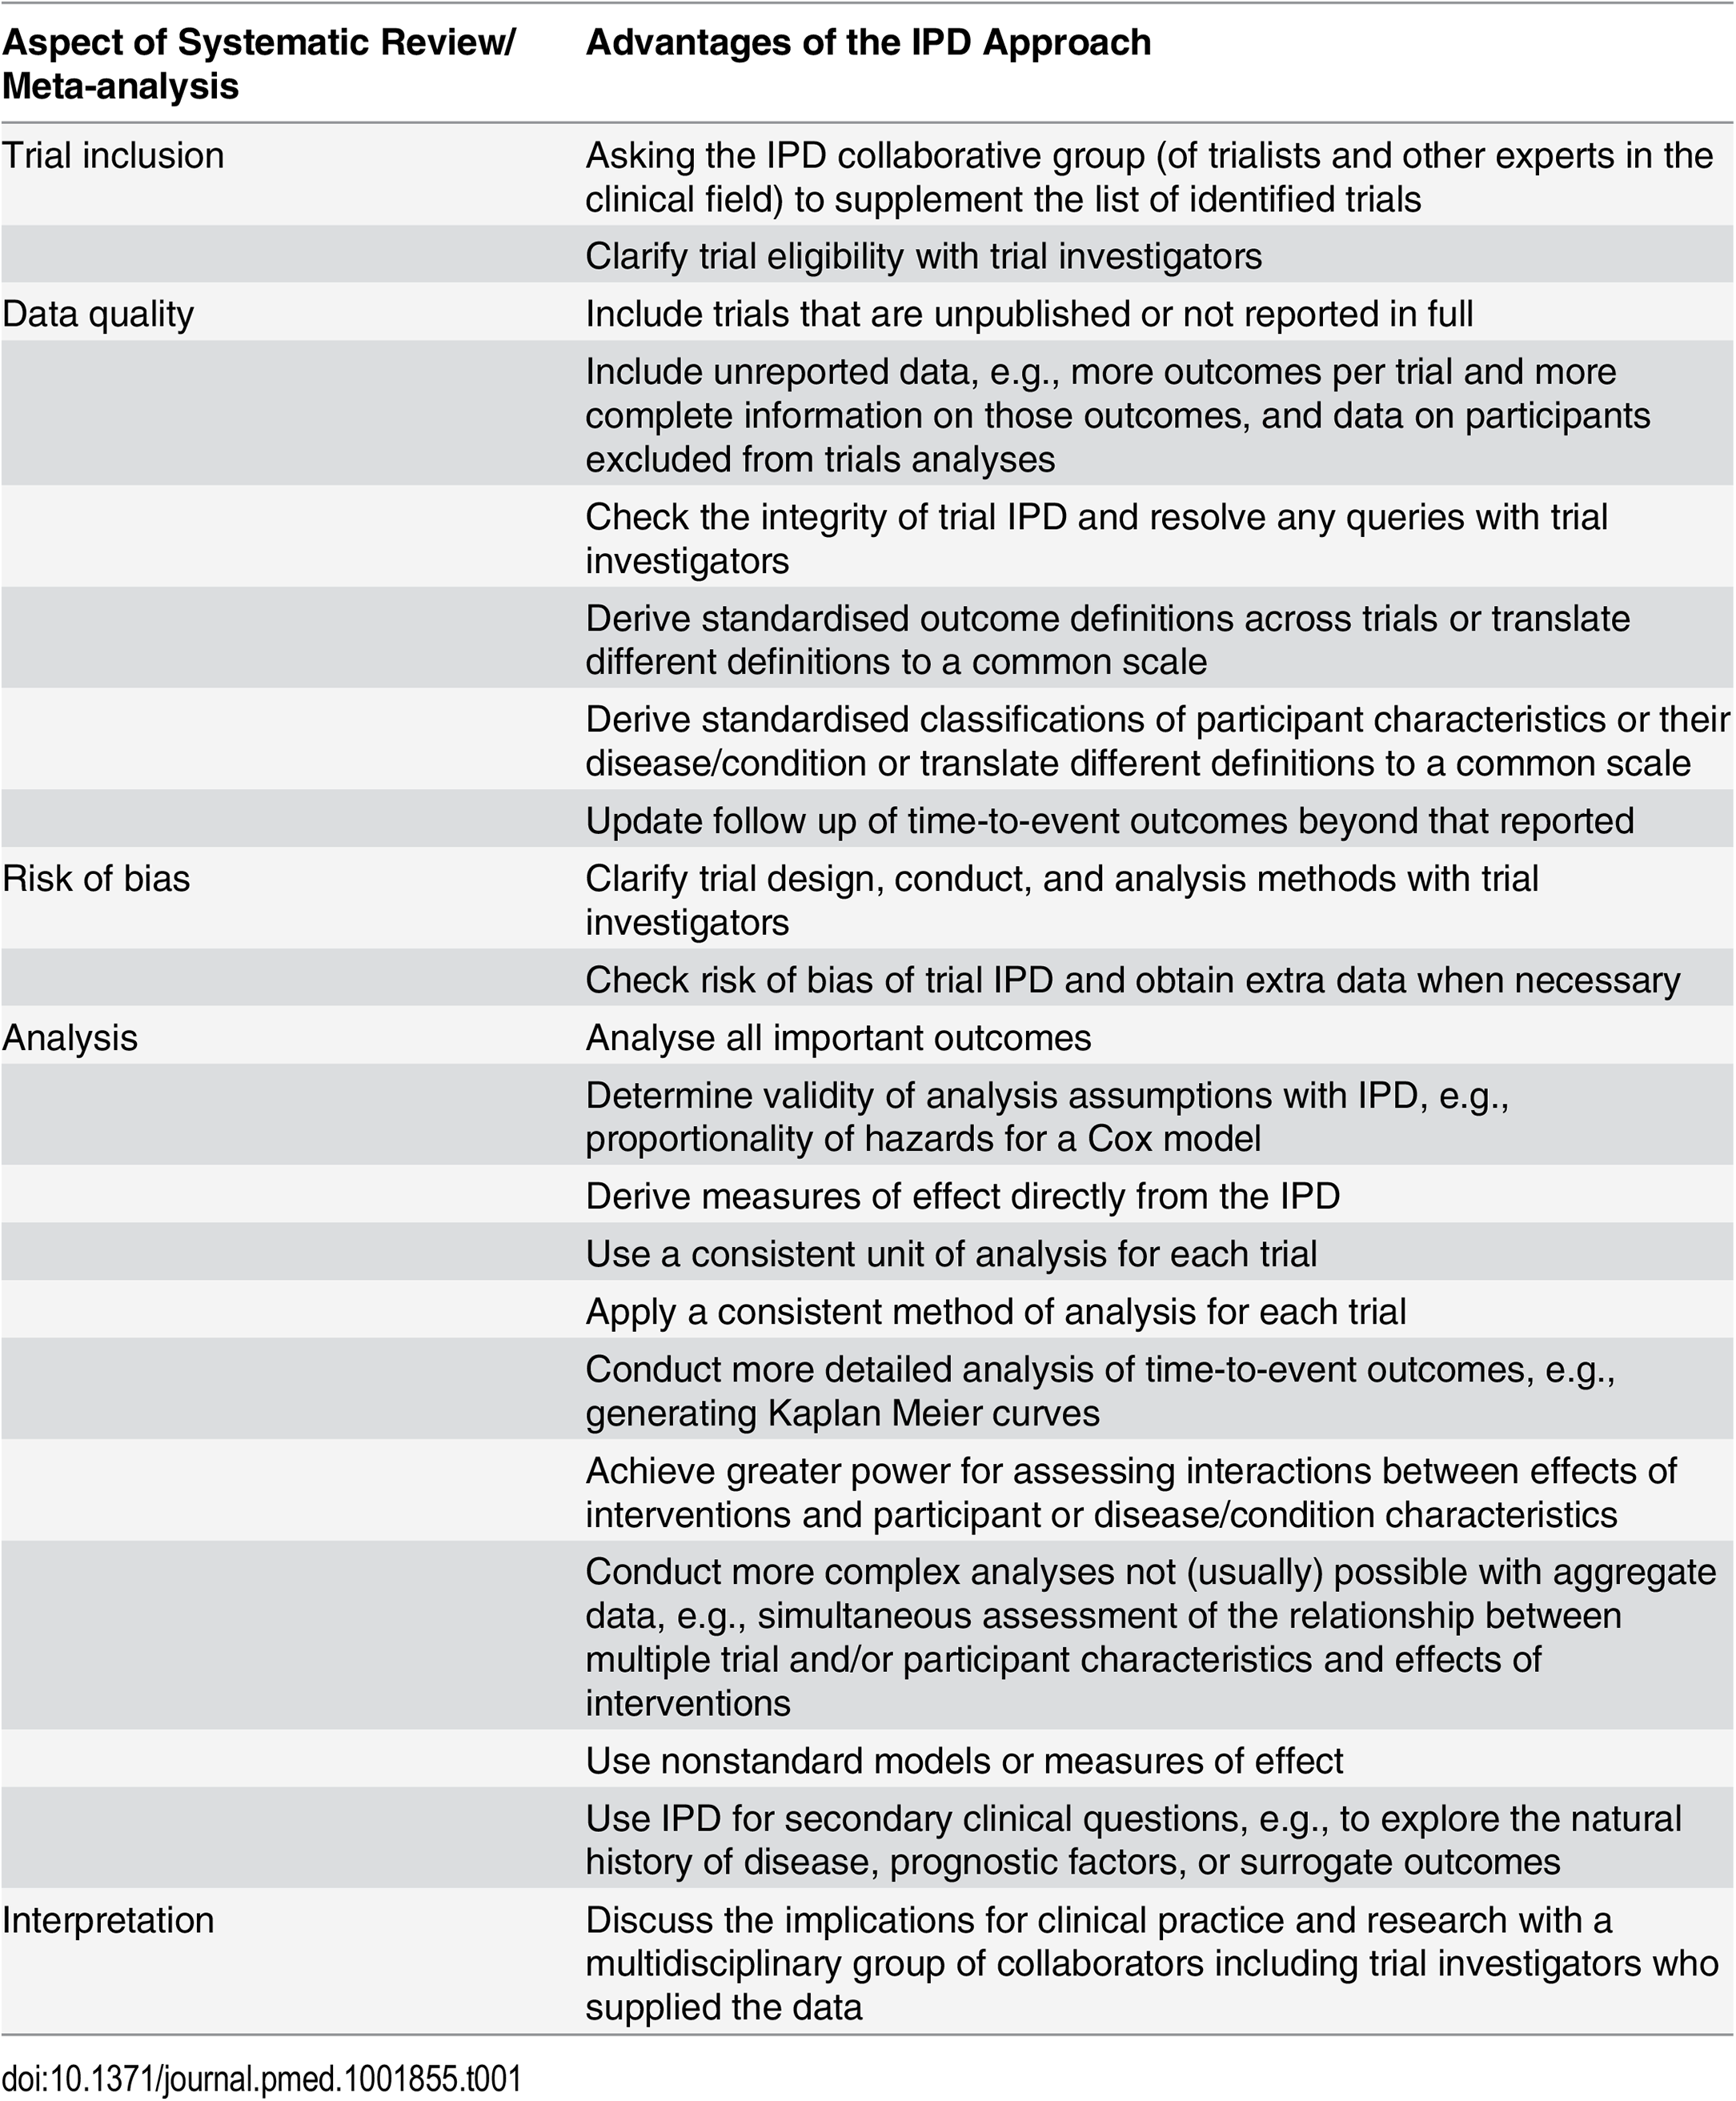 Aspect of Systematic Review/
Meta-analysis
Advantages of the IPD Approach
Trial inclusion
Asking the IPD collaborative group (of trialists and other experts in the
clinical field) to supplement the list of identified trials
Clarify trial eligibility with trial investigators
Data quality
Include trials that are unpublished or not reported in full
Include unreported data, e.g., more outcomes per trial and more
complete information on those outcomes, and data on participants
excluded from trials analyses
Check the integrity of trial IPD and resolve any queries with trial
investigators
Derive standardised outcome definitions across trials or translate
different definitions to a common scale
Derive standardised classifications of participant characteristics or their
disease/condition or translate different definitions to a common scale
Update follow up of time-to-event outcomes beyond that reported
Risk of bias
Clarify trial design, conduct, and analysis methods with trial
investigators
Check risk of bias of trial IPD and obtain extra data when necessary
Analysis
Analyse all important outcomes
Determine validity of analysis assumptions with IPD, e.g.,
proportionality of hazards for a Cox model
Derive measures of effect directly from the IPD
Use a consistent unit of analysis for each trial
Apply a consistent method of analysis for each trial
Conduct more detailed analysis of time-to-event outcomes, e.g.,
generating Kaplan Meier curves
Achieve greater power for assessing interactions between effects of
interventions and participant or disease/condition characteristics
Conduct more complex analyses not (usually) possible with aggregate
data, e.g., simultaneous assessment of the relationship between
multiple trial and/or participant characteristics and effects of
interventions
Use nonstandard models or measures of effect
Use IPD for secondary clinical questions, e.g., to explore the natural
history of disease, prognostic factors, or surrogate outcomes
Interpretation
Discuss the implications for clinical practice and research with a
multidisciplinary group of collaborators including trial investigators who
supplied the data
doi:10.1371/journal.pmed.1001855.t001